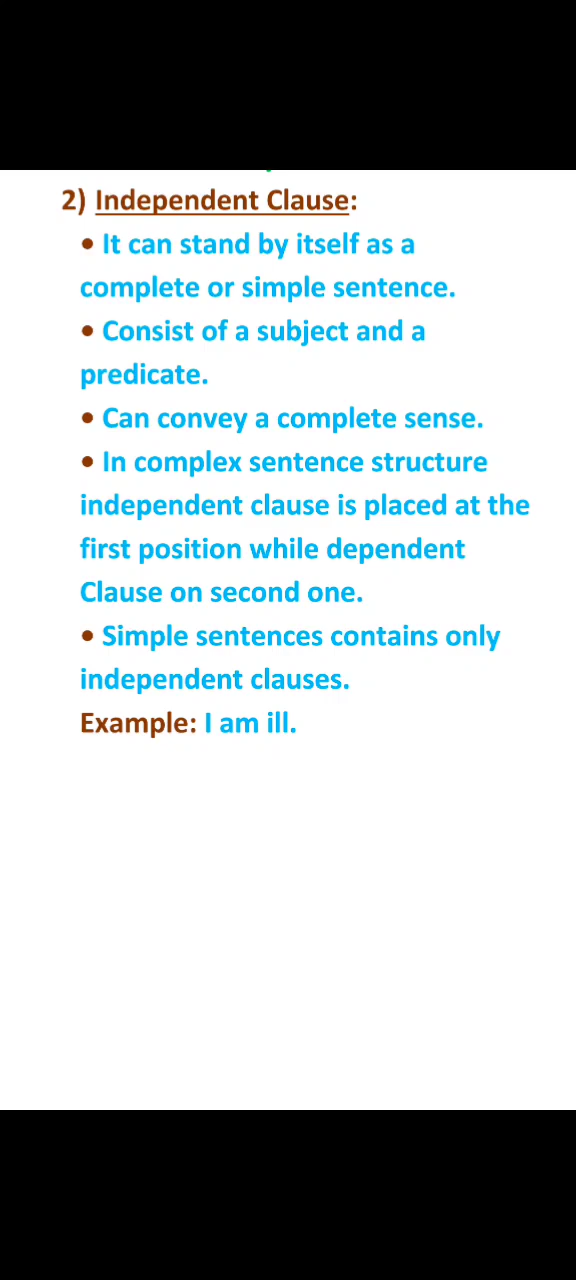 2) Independent Clause:
• It can stand by itself as a
complete or simple sentence.
• Consist of a subject and a
predicate.
• Can convey a complete sense.
• In complex sentence structure
independent clause is placed at the
first position while dependent
Clause on second one.
• Simple sentences contains only
independent clauses.
Example: I am ill.